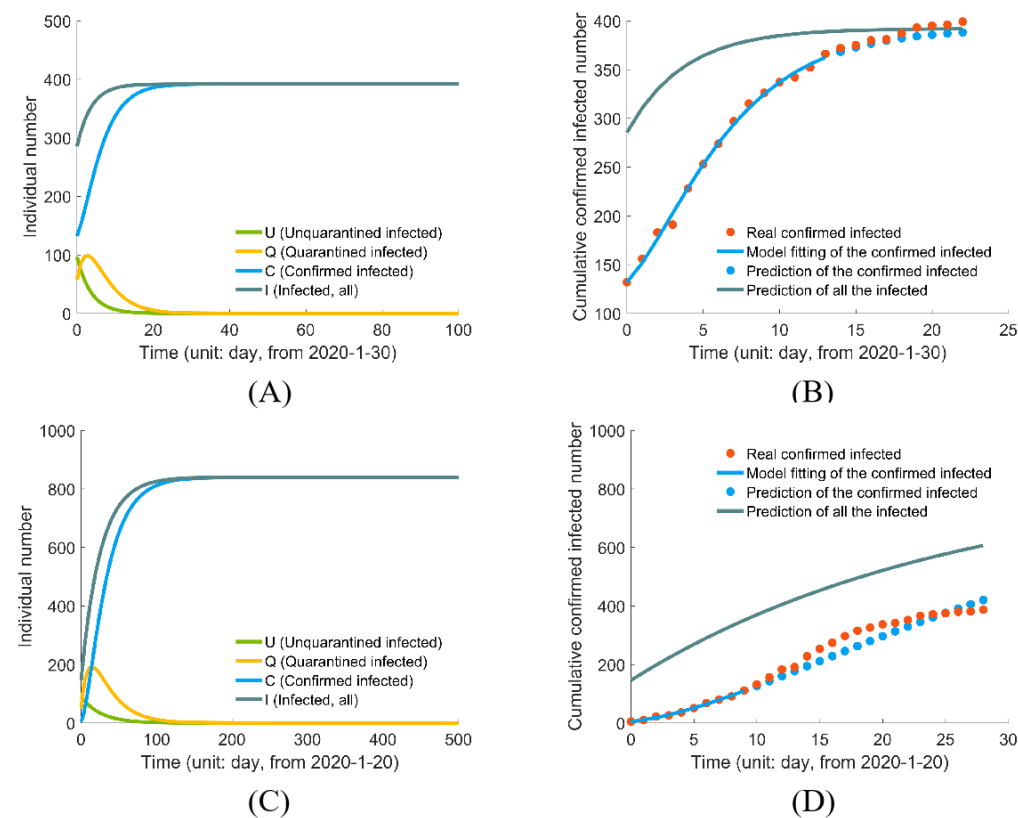 500
400
300
200
100
0
Individual number
U (Unquarantined infected)
Q (Quarantined infected)
C (Confirmed infected)
I (Infected, all)
0 20 40 60 80 100
Time (unit: day, from 2020-1-30)
(A)
400
350
300
250
200
150
100
Cumulative confirmed infected number
Real confirmed infected
Model fitting of the confirmed infected
Prediction of the confirmed infected
Prediction of all the infected
0 5 10 15 20 25
Time (unit: day, from 2020-1-30)
(B)
1000
800
600
400
200
0
Individual number
U (Unquarantined infected)
Q (Quarantined infected)
C (Confirmed infected)
I (Infected, all)
0 100 200 300 400 500
Time (unit: day, from 2020-1-20)
(C)
1000
800
600
400
200
0
Cumulative confirmed infected number
Real confirmed infected
Model fitting of the confirmed infected
Prediction of the confirmed infected
Prediction of all the infected
0 5 10 15 20 25 30
Time (unit: day, from 2020-1-20)
(D)